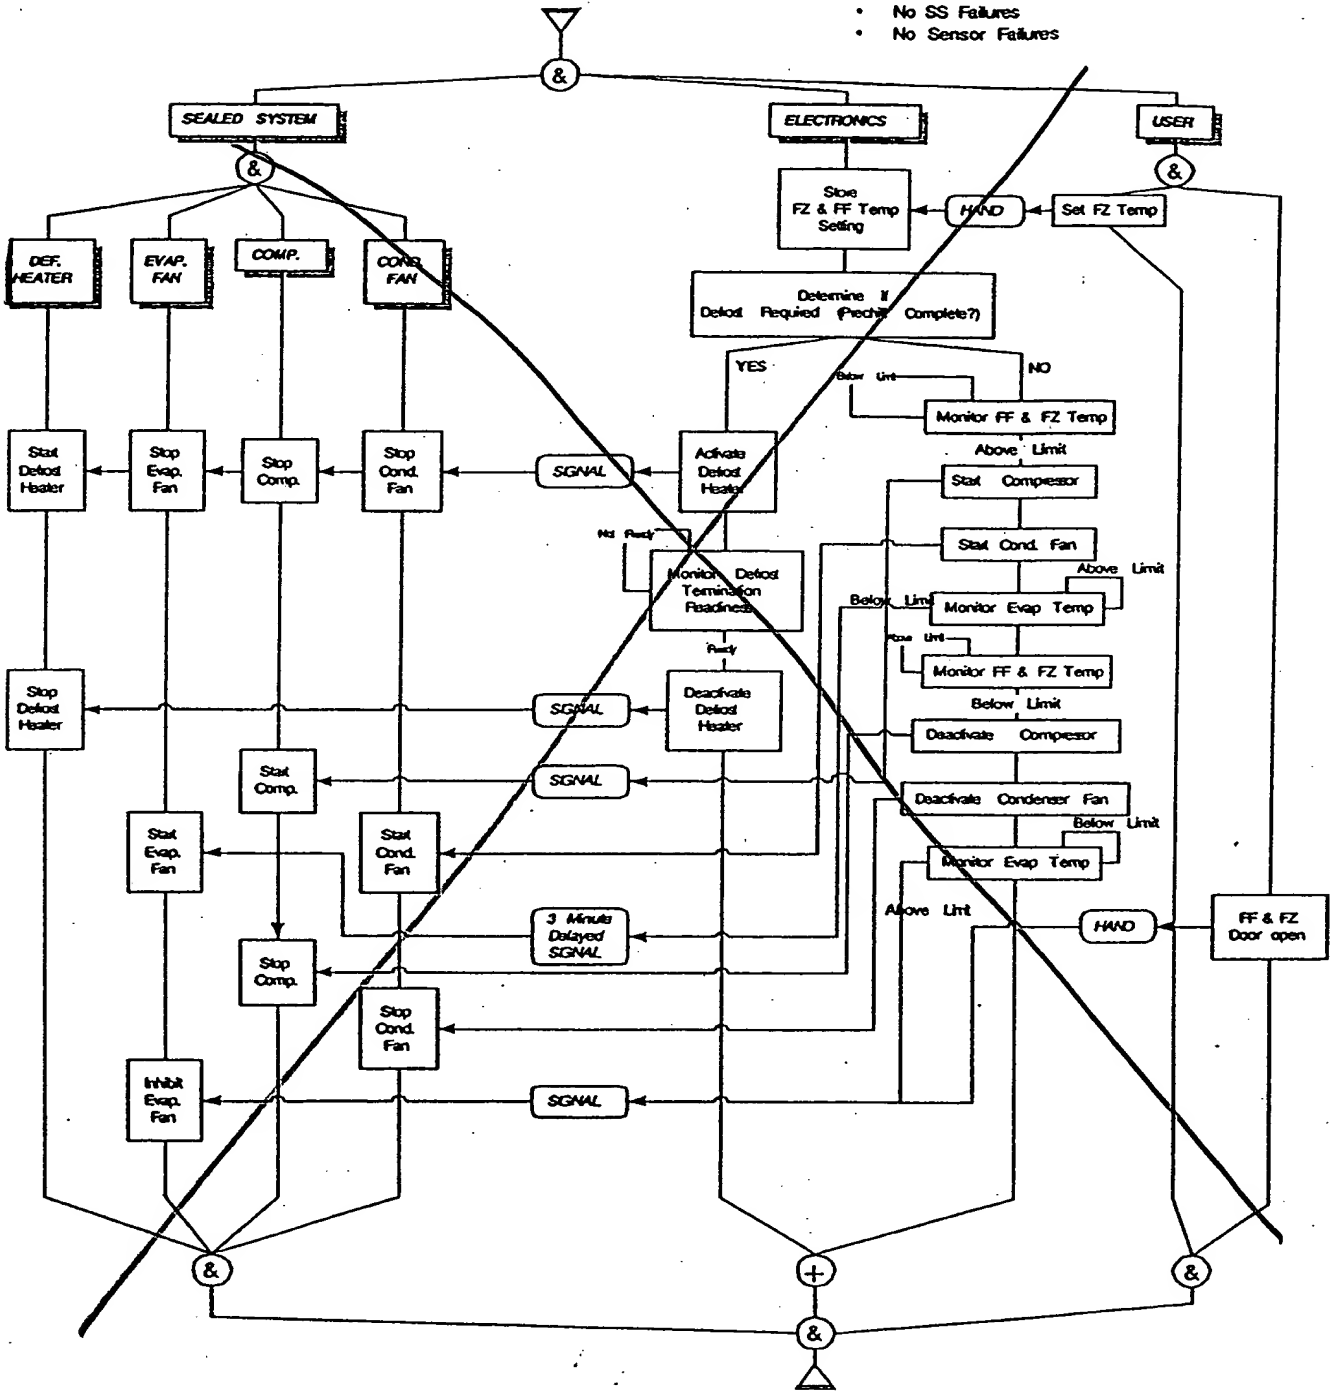 • No SS Failures
• No Sensor Failures
&
SEALED SYSTEM
ELECTRONICS
USER
&
&
Store
FZ & FF Temp
Setting
HAND
Set FZ Temp
DEF.
HEATER
EVAP.
FAN
COMP.
COND.
FAN
Determine If
Defrost Required (Prechill Complete?)
YES
NO
Below Limit
Monitor FF & FZ Temp
Above Limit
Start
Defrost
Heater
Stop
Evap.
Fan
Stop
Comp.
Stop
Cond.
Fan
SIGNAL
Activate
Defrost
Heater
Start Compressor
Not Ready
Start Cond. Fan
Monitor Defrost
Termination
Readiness
Above Limit
Below Limit
Monitor Evap Temp
Above Limit
Ready
Monitor FF & FZ Temp
Below Limit
Stop
Defrost
Heater
SIGNAL
Deactivate
Defrost
Heater
Deactivate Compressor
Start
Comp.
SIGNAL
Deactivate Condenser Fan
Below Limit
Start
Evap.
Fan
Start
Cond.
Fan
Monitor Evap Temp
Above Limit
3 Minute
Delayed
SIGNAL
HAND
FF & FZ
Door open
Stop
Comp.
Stop
Cond.
Fan
Inhibit
Evap.
Fan
SIGNAL
&
+
&
&